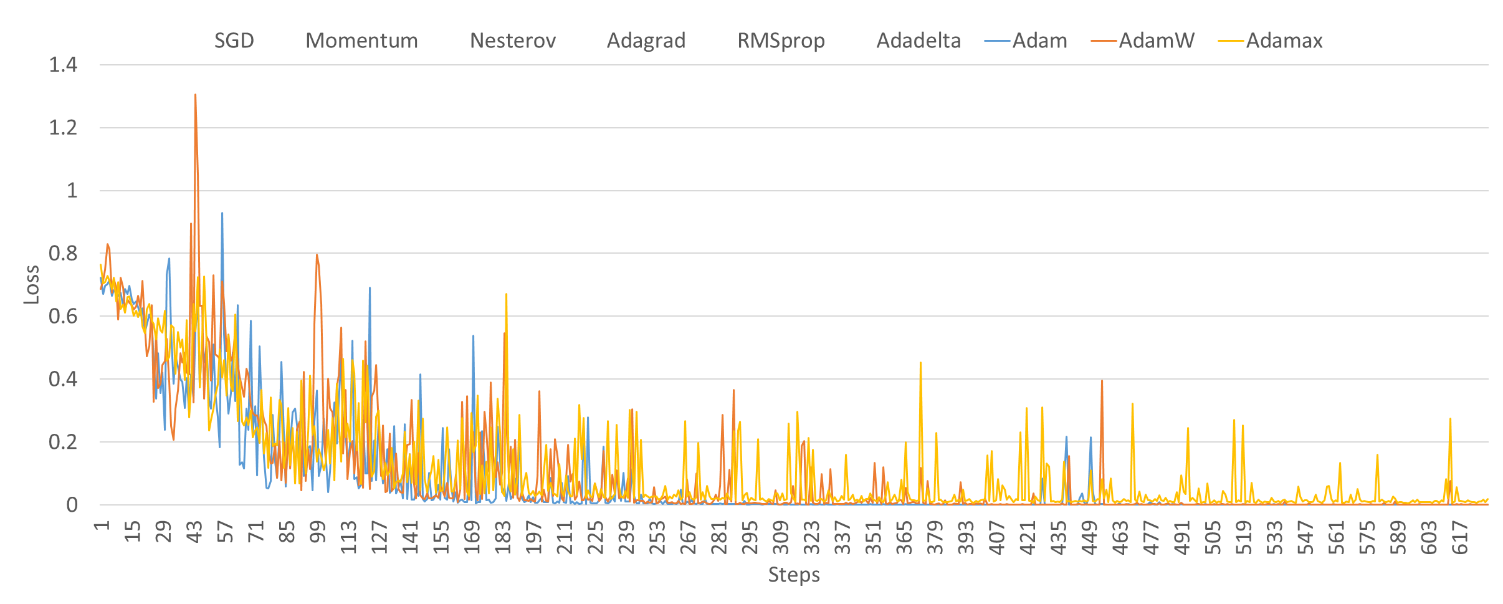 SGD Momentum Nesterov Adagrad RMSprop Adadelta Adam AdamW Adamax
1.4
1.2
1
0.8
0.6
0.4
0.2
0
Loss
1 15 29 43 57 71 85 99 113 127 141 155 169 183 197 211 225 239 253 267 281 295 309 323 337 351 365 379 393 407 421 435 449 463 477 491 505 519 533 547 561 575 589 603 617
Steps